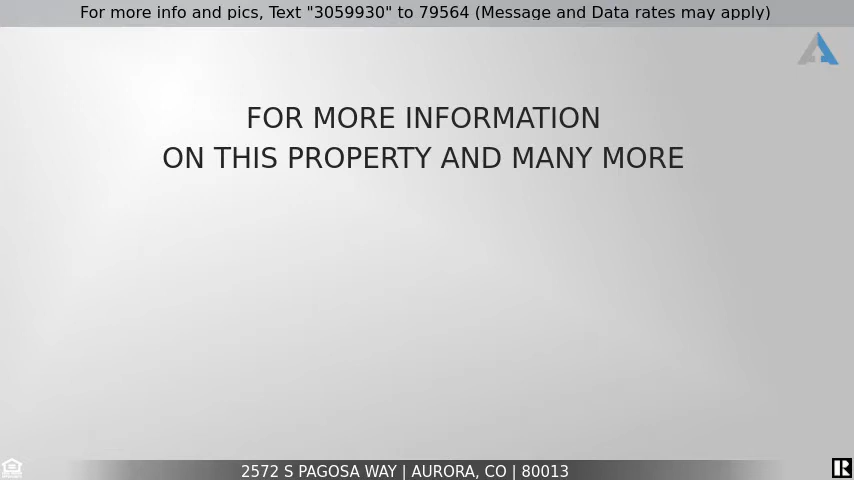 For more info and pics, Text "3059930" to 79564 (Message and Data rates may apply)
FOR MORE INFORMATION
ON THIS PROPERTY AND MANY MORE
2572 S PAGOSA WAY | AURORA, CO | 80013